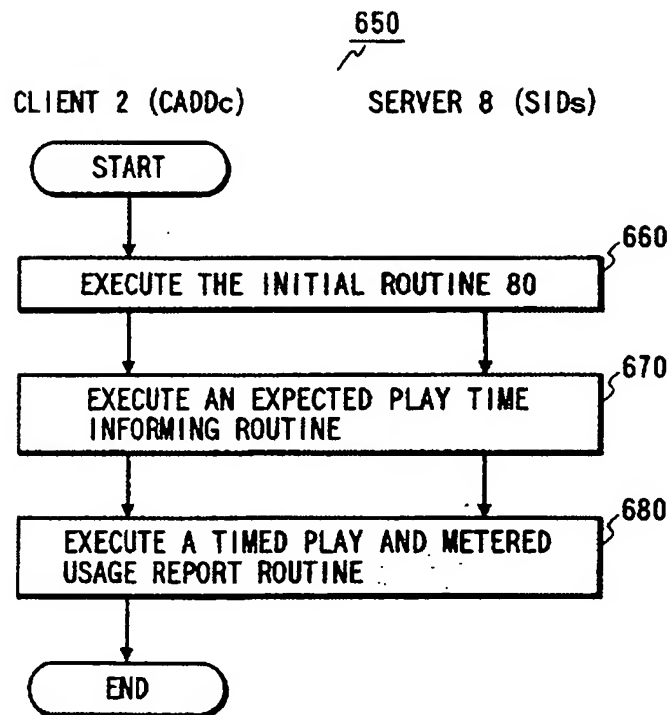 650
CLIENT 2 (CADDc) SERVER 8 (SIDs)
START
660
EXECUTE THE INITIAL ROUTINE 80
670
EXECUTE AN EXPECTED PLAY TIME
INFORMING ROUTINE
680
EXECUTE A TIMED PLAY AND METERED
USAGE REPORT ROUTINE
END